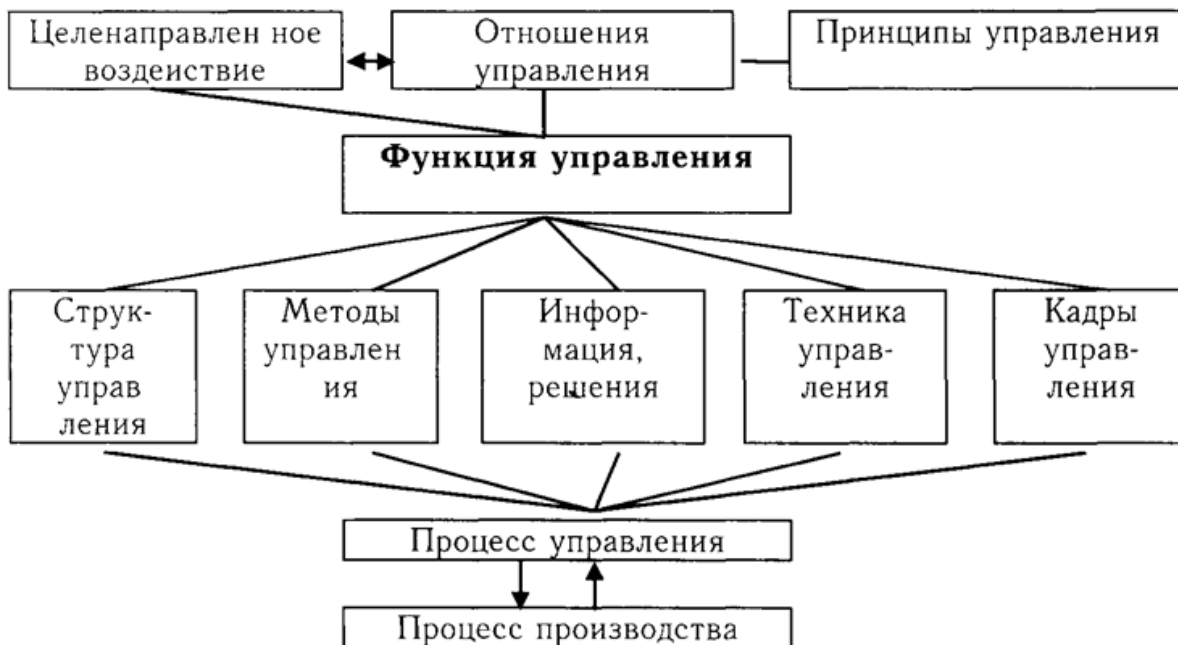 Целенаправлен ное
воздеиствие
Отношения
управления
Принципы управления
Функция управления
Струк-
тура
управ
ления
Методы
управлен
ия
Инфор-
мация,
решения
Техника
управ-
ления
Кадры
управ-
ления
Процесс управления
Процесс производства